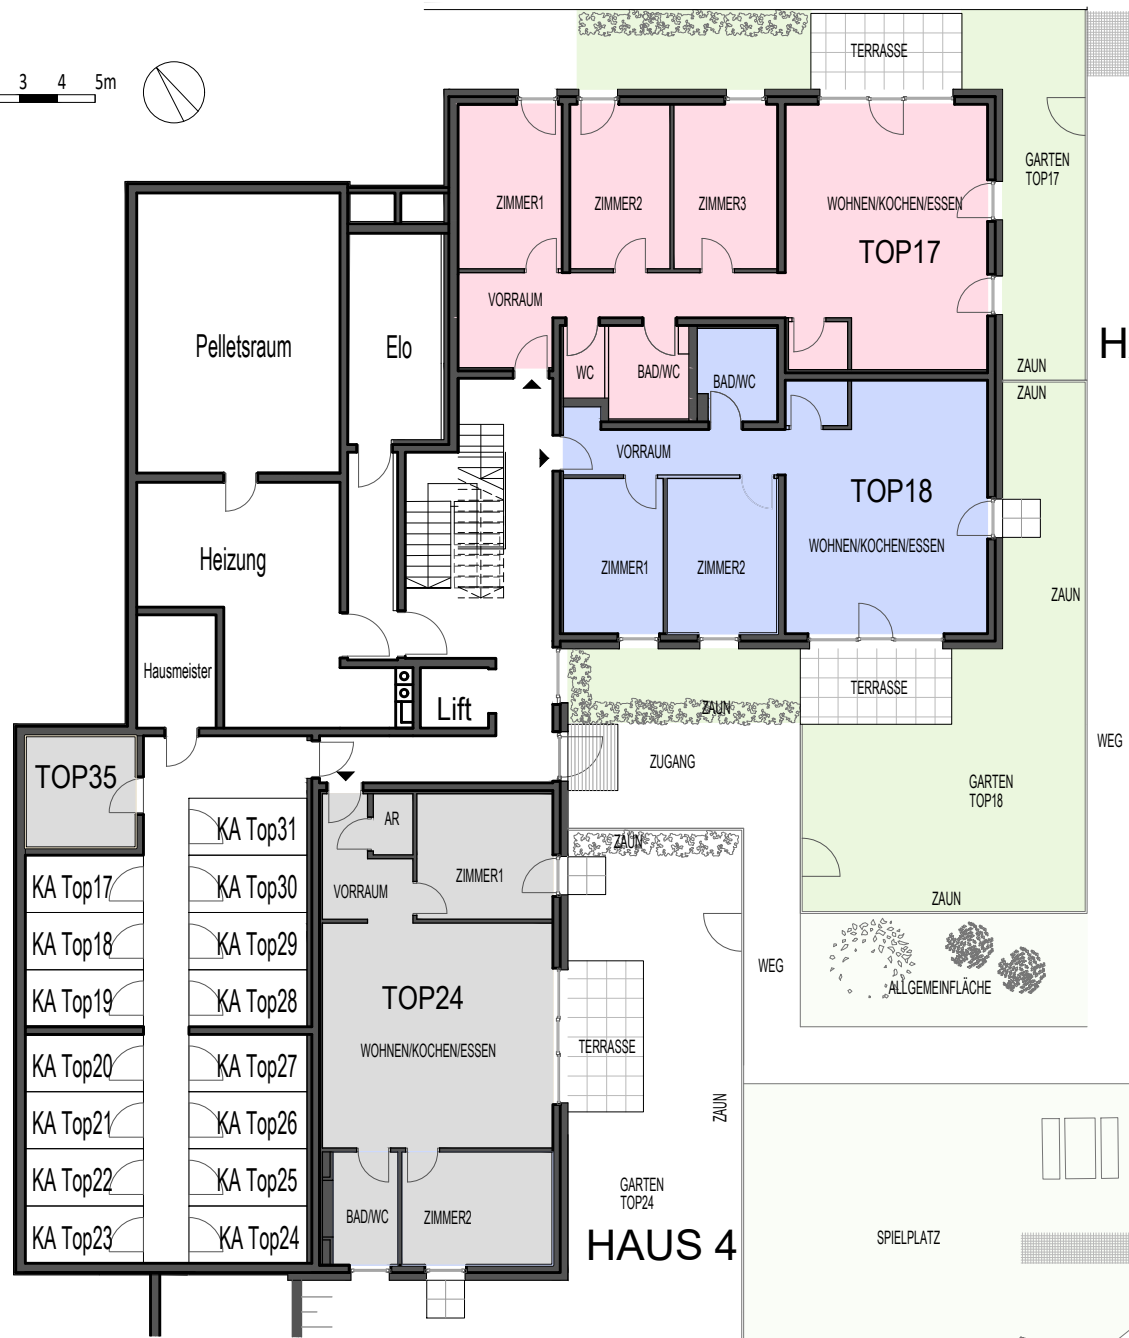 TERRASSE
3 4 5m
GARTEN
TOP17
ZIMMER1
ZIMMER2
ZIMMER3
WOHNEN/KOCHEN/ESSEN
TOP17
VORRAUM
Pelletsraum
Elo
H
WC
BAD/WC
BAD/WC
ZAUN
ZAUN
VORRAUM
TOP18
WOHNEN/KOCHEN/ESSEN
Heizung
ZIMMER1
ZIMMER2
ZAUN
Hausmeister
TERRASSE
Lift
ZAUN
WEG
ZUGANG
TOP35
GARTEN
TOP18
AR
KA Top31
ZAUN
ZIMMER1
KA Top17
KA Top30
VORRAUM
ZAUN
KA Top18
KA Top29
WEG
ALLGEMEINFLÄCHE
KA Top19
KA Top28
TOP24
WOHNEN/KOCHEN/ESSEN
TERRASSE
KA Top20
KA Top27
ZAUN
KA Top21
KA Top26
KA Top22
KA Top25
GARTEN
TOP24
BAD/WC
ZIMMER2
KA Top23
KA Top24
HAUS 4
SPIELPLATZ